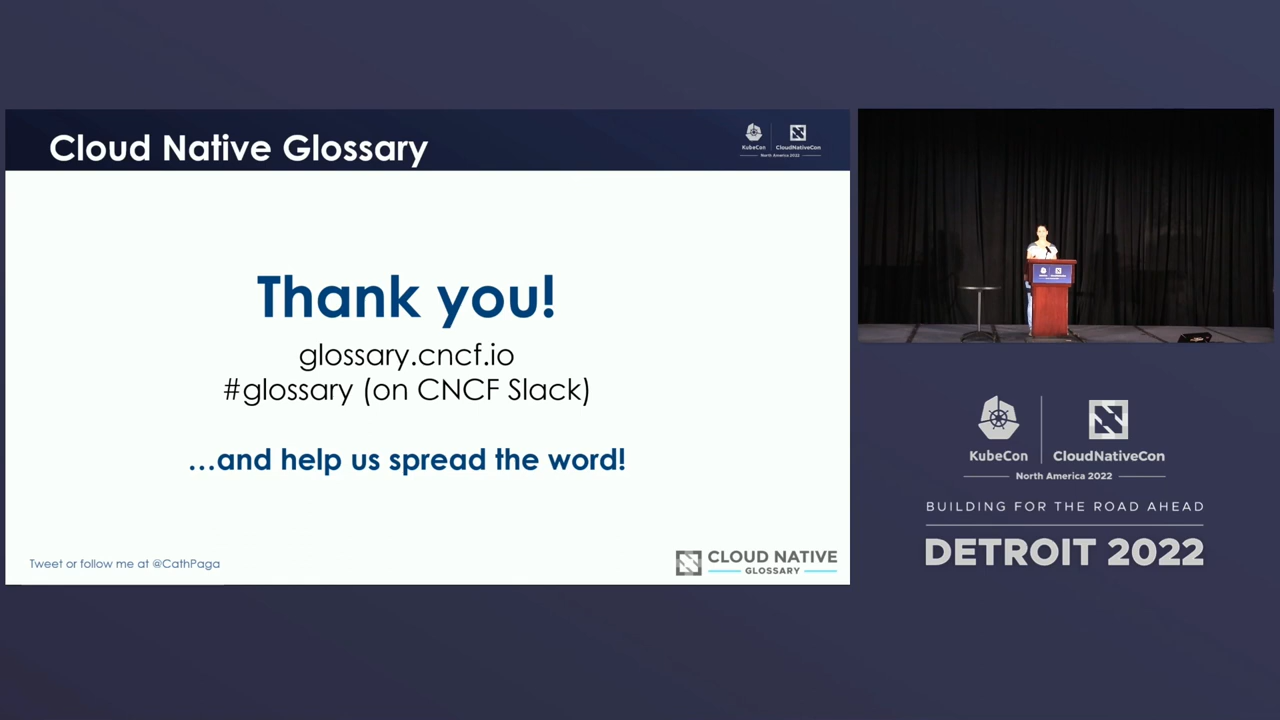 Cloud Native Glossary
KubeCon
CloudNativeCon
North America 2022
Thank you!
glossary.cncf.io
#glossary (on CNCF Slack)
...and help us spread the word!
Tweet or follow me at @CathPaga
CLOUD NATIVE
GLOSSARY
KubeCon
CloudNativeCon
North America 2022
BUILDING FOR THE ROAD AHEAD
DETROIT 2022